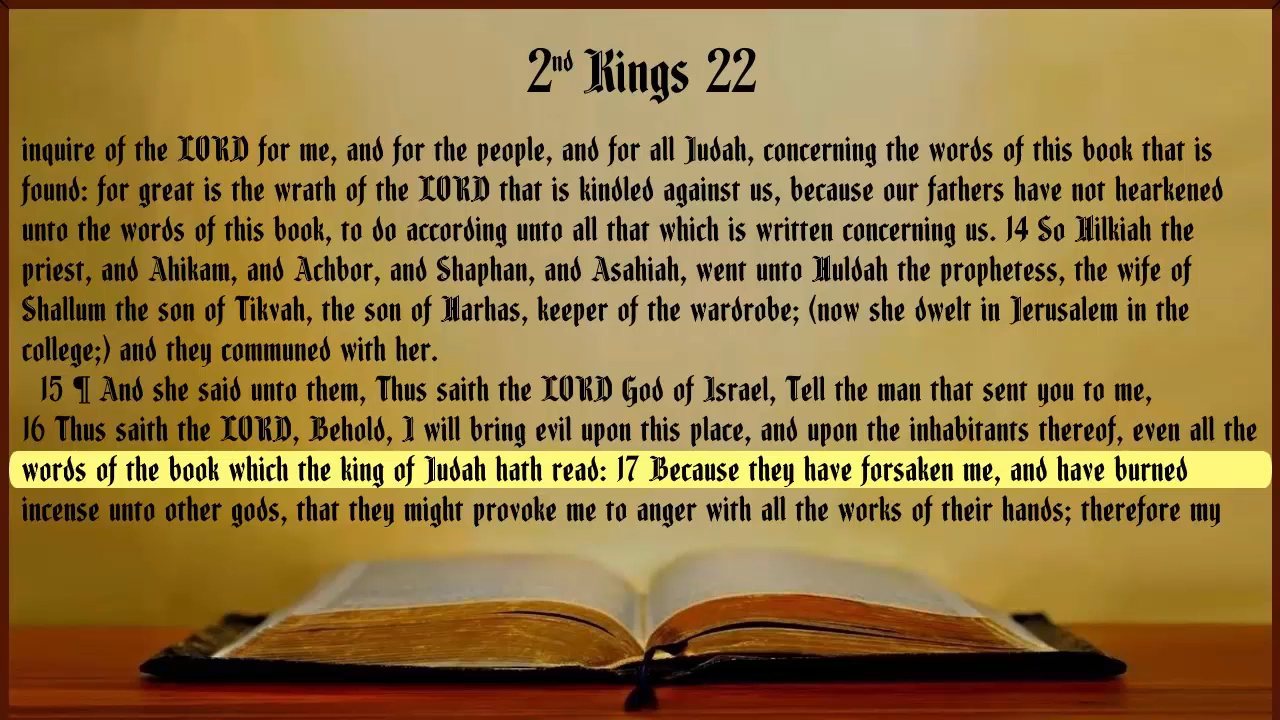 2nd Kings 22
inquire of the LORD for me, and for the people, and for all Judah, concerning the words of this book that is
found: for great is the wrath of the LORD that is kindled against us, because our fathers have not hearkened
unto the words of this book, to do according unto all that which is written concerning us. 14 So Hilkiah the
priest, and Ahikam, and Achbor, and Shaphan, and Asahiah, went unto Huldah the prophetess, the wife of
Shallum the son of Tikvah, the son of Harhas, keeper of the wardrobe; (now she dwelt in Jerusalem in the
college;) and they communed with her.
15 ¶ And she said unto them, Thus saith the LORD God of Israel, Tell the man that sent you to me,
16 Thus saith the LORD, Behold, I will bring evil upon this place, and upon the inhabitants thereof, even all the
words of the book which the king of Judah hath read: 17 Because they have forsaken me, and have burned
incense unto other gods, that they might provoke me to anger with all the works of their hands; therefore my